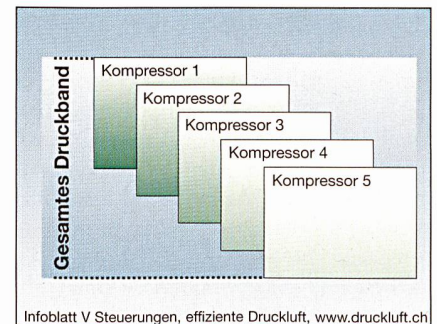 Gesamtes Druckband
Kompressor 1
Kompressor 2
Kompressor 3
Kompressor 4
Kompressor 5
Infoblatt V Steuerungen, effiziente Druckluft, www.druckluft.ch